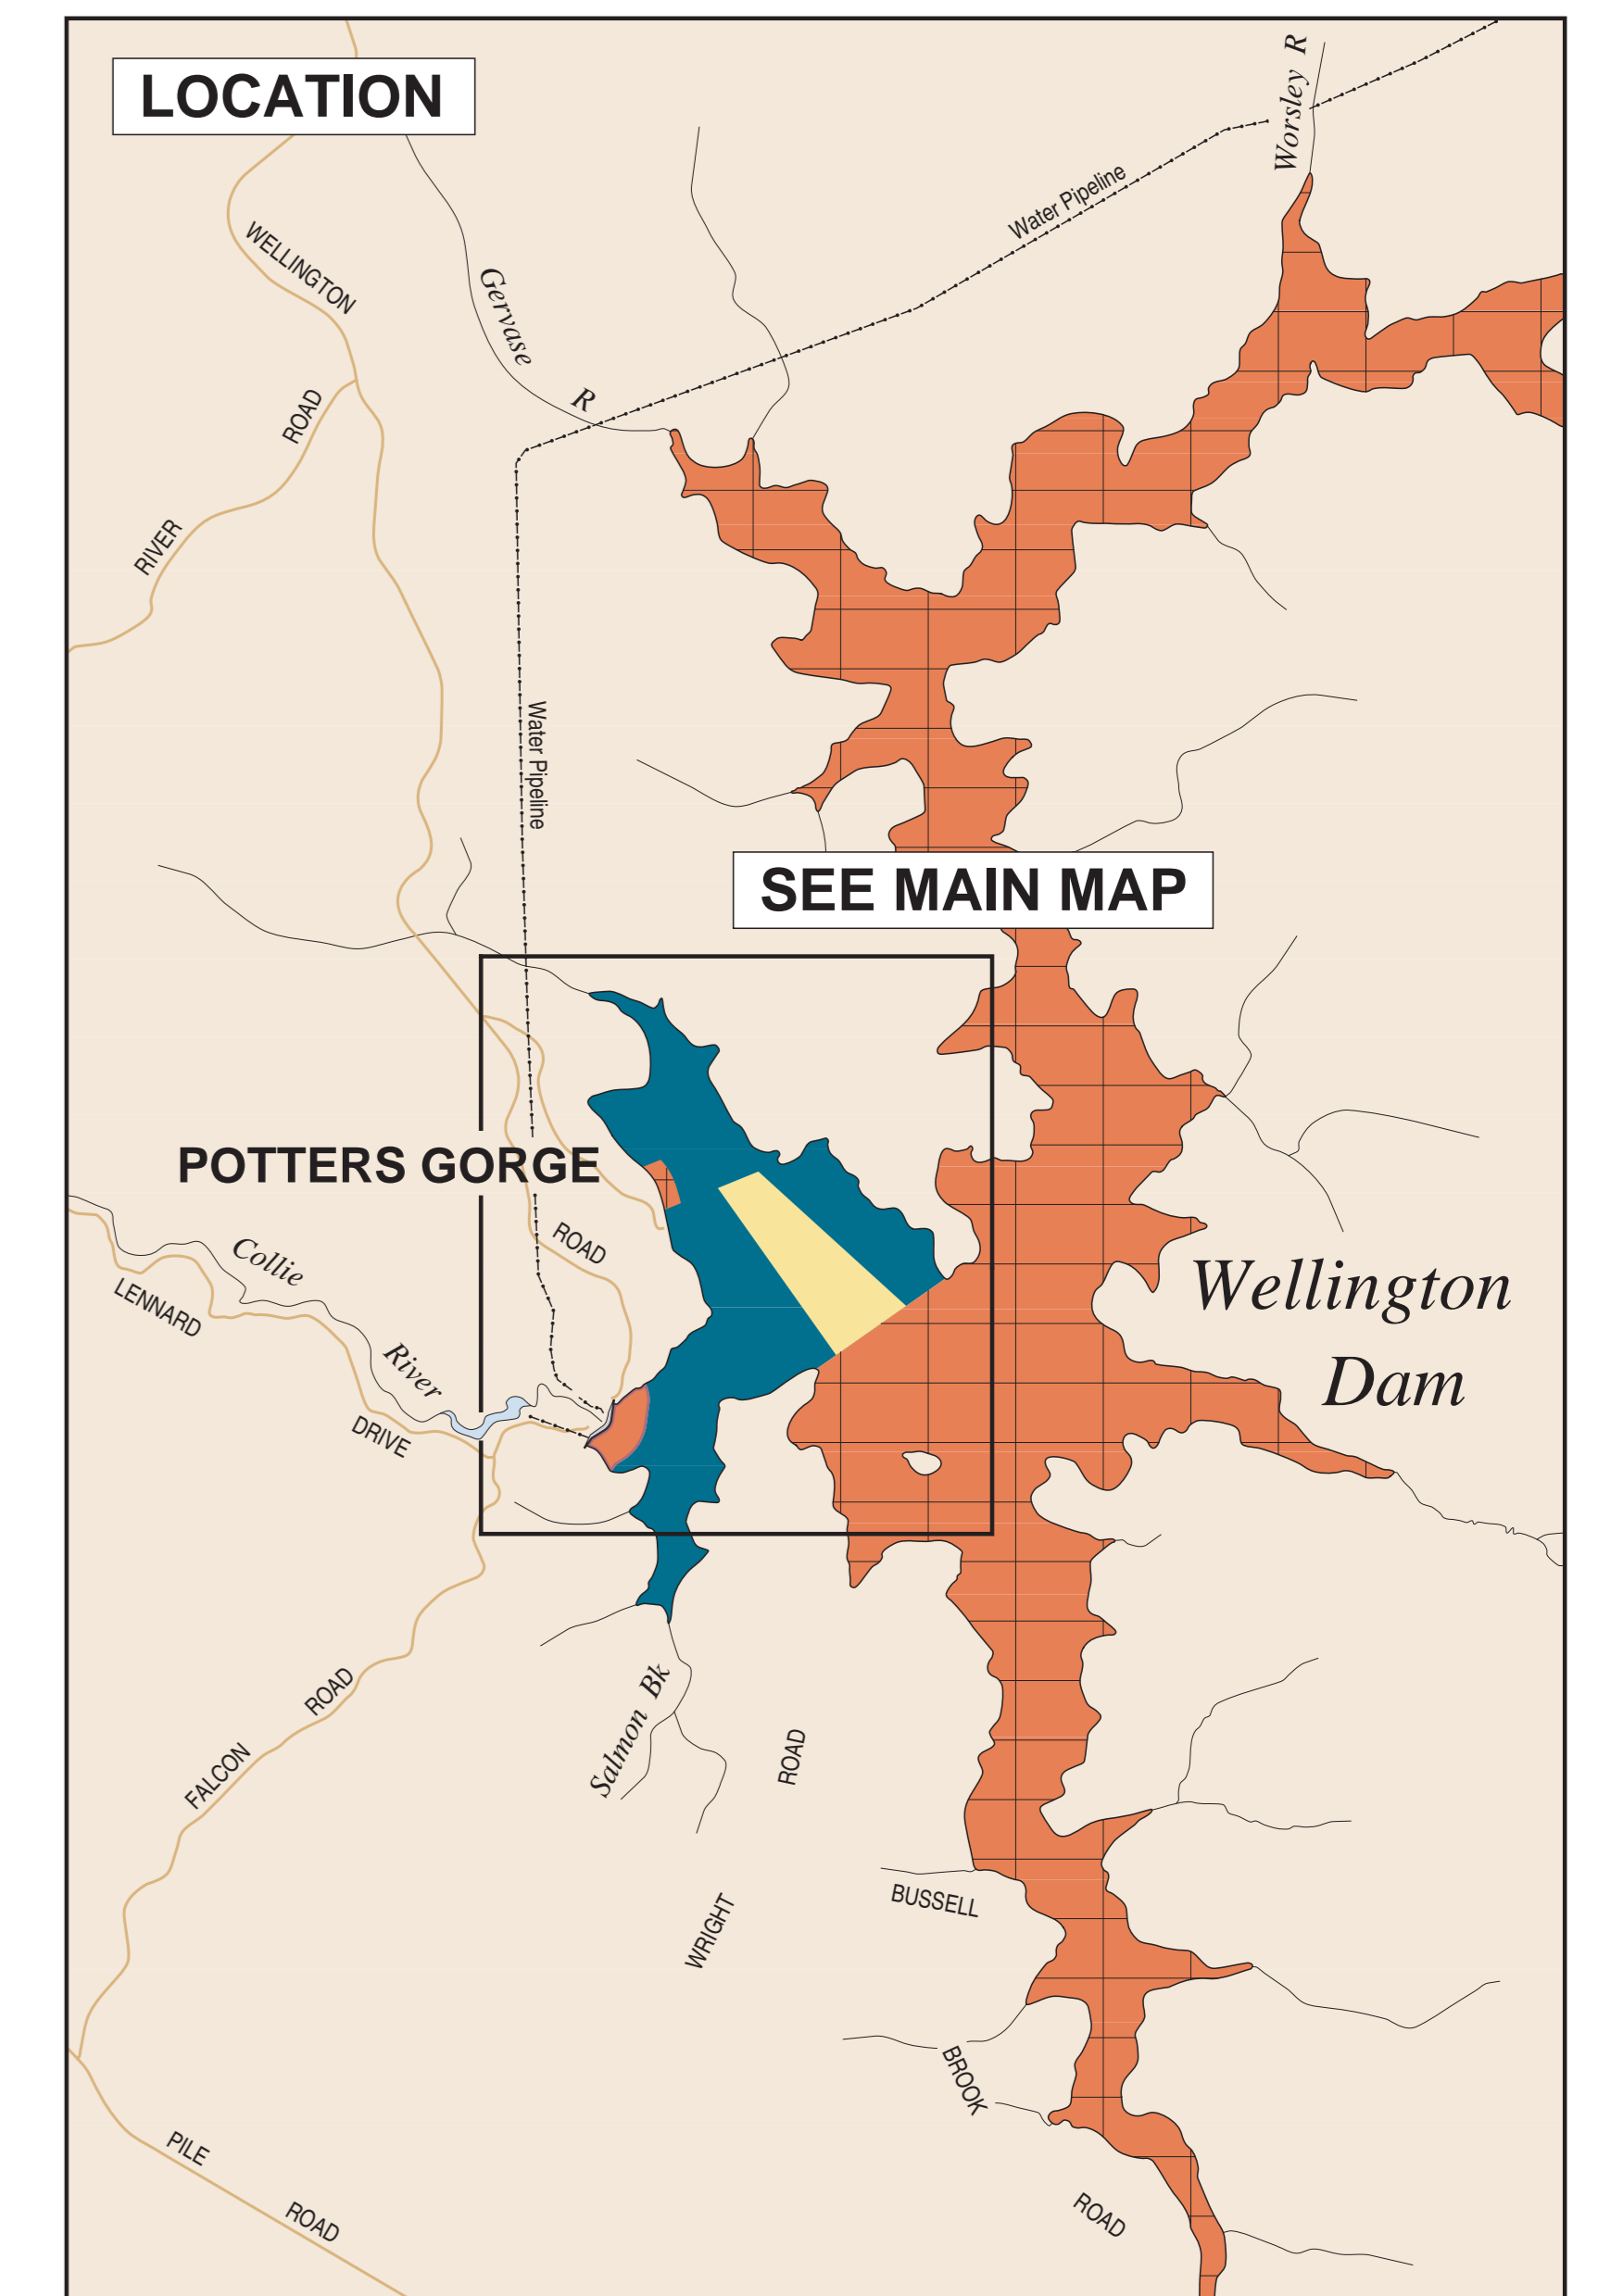 Worsley R
LOCATION
Water Pipeline
WELLINGTON
Gervase
R
ROAD
RIVER
Water Pipeline
SEE MAIN MAP
POTTERS GORGE
ROAD
Collie
LENNARD
River
Wellington
Dam
DRIVE
ROAD
Salmon Bk
ROAD
FALCON
BUSSELL
WRIGHT
BROOK
PILE
ROAD
ROAD